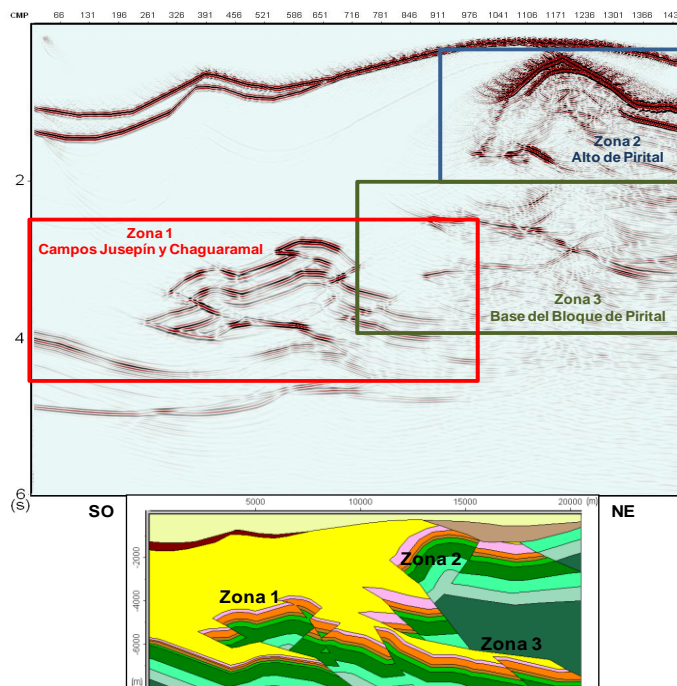 CMP 66 131 196 261 326 391 456 521 586 651 716 781 846 911 976 1041 1106 1171 1236 1301 1366 143
Zona 2
Alto de Pirital
2
Zona 1
Campos Jusepín y Chaguaramal
Zona 3
Base del Bloque de Pirital
4
6
(s)
SO
5000 10000 15000 20000 [m]
NE
-2000
Zona 2
-4000
Zona 1
-6000
Zona 3
[m]